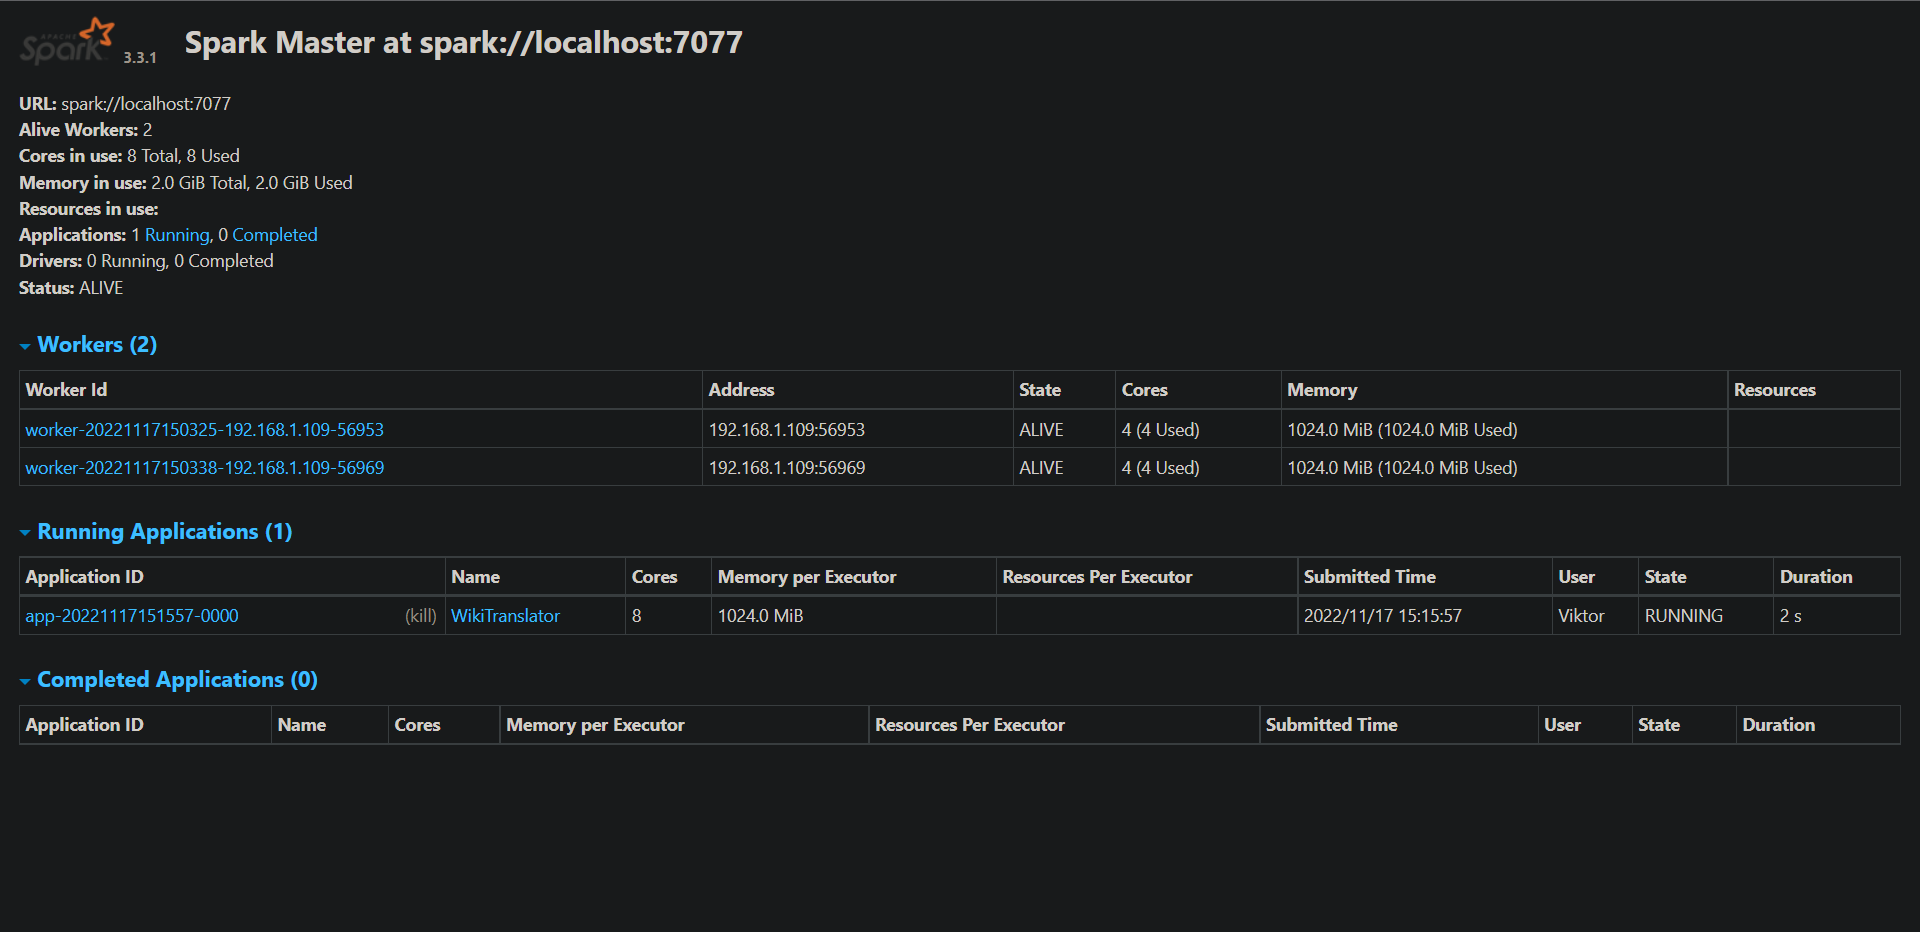 APACHE
Spark 3.3.1 Spark Master at spark://localhost:7077
URL: spark://localhost:7077
Alive Workers: 2
Cores in use: 8 Total, 8 Used
Memory in use: 2.0 GiB Total, 2.0 GiB Used
Resources in use:
Applications: 1 Running, 0 Completed
Drivers: 0 Running, 0 Completed
Status: ALIVE
Workers (2)
Worker Id Address State Cores Memory Resources
worker-20221117150325-192.168.1.109-56953 192.168.1.109:56953 ALIVE 4 (4 Used) 1024.0 MiB (1024.0 MiB Used)
worker-20221117150338-192.168.1.109-56969 192.168.1.109:56969 ALIVE 4 (4 Used) 1024.0 MiB (1024.0 MiB Used)
Running Applications (1)
Application ID Name Cores Memory per Executor Resources Per Executor Submitted Time User State Duration
app-20221117151557-0000 (kill) WikiTranslator 8 1024.0 MiB 2022/11/17 15:15:57 Viktor RUNNING 2 s
Completed Applications (0)
Application ID Name Cores Memory per Executor Resources Per Executor Submitted Time User State Duration